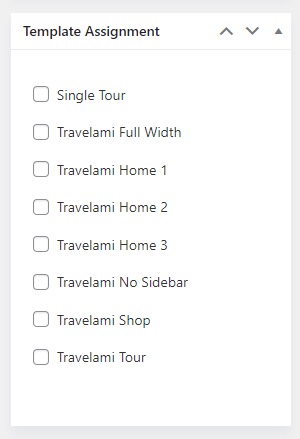 Template Assignment
Single Tour
Travelami Full Width
Travelami Home 1
Travelami Home 2
Travelami Home 3
Travelami No Sidebar
Travelami Shop
Travelami Tour